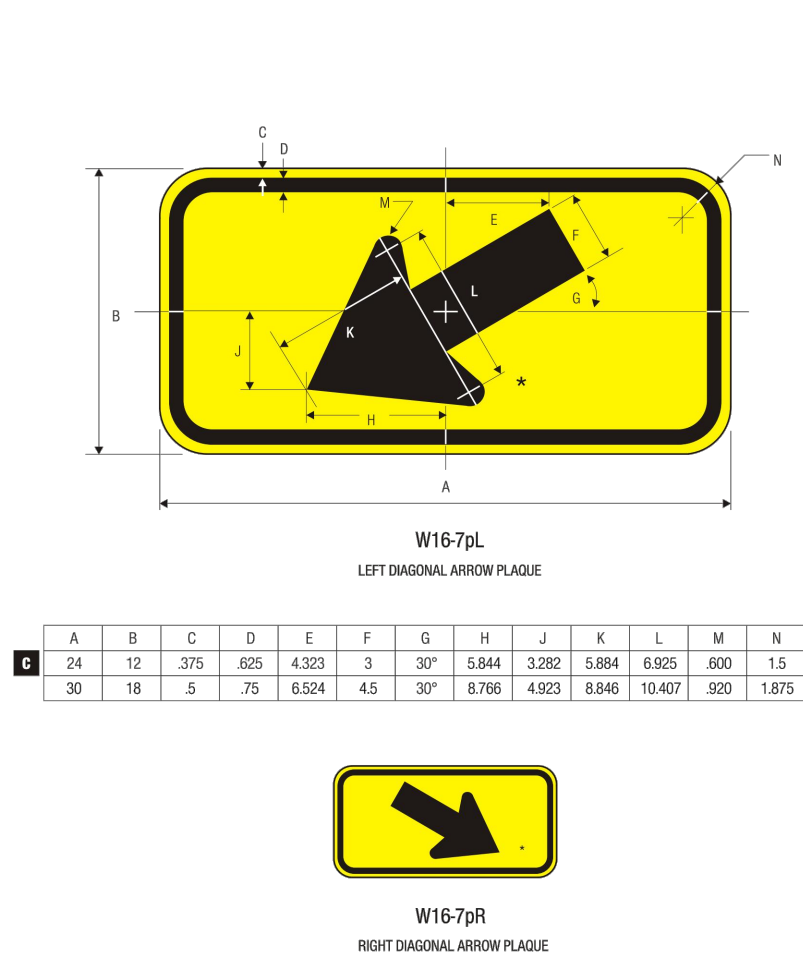 C
D
N
M
E
F
L
G
B
K
J
*
H
A
W16-7pL
LEFT DIAGONAL ARROW PLAQUE
A B C D E F G H J K L M N
C 24 12 .375 .625 4.323 3 30° 5.844 3.282 5.884 6.925 .600 1.5
30 18 .5 .75 6.524 4.5 30° 8.766 4.923 8.846 10.407 .920 1.875
*
W16-7pR
RIGHT DIAGONAL ARROW PLAQUE